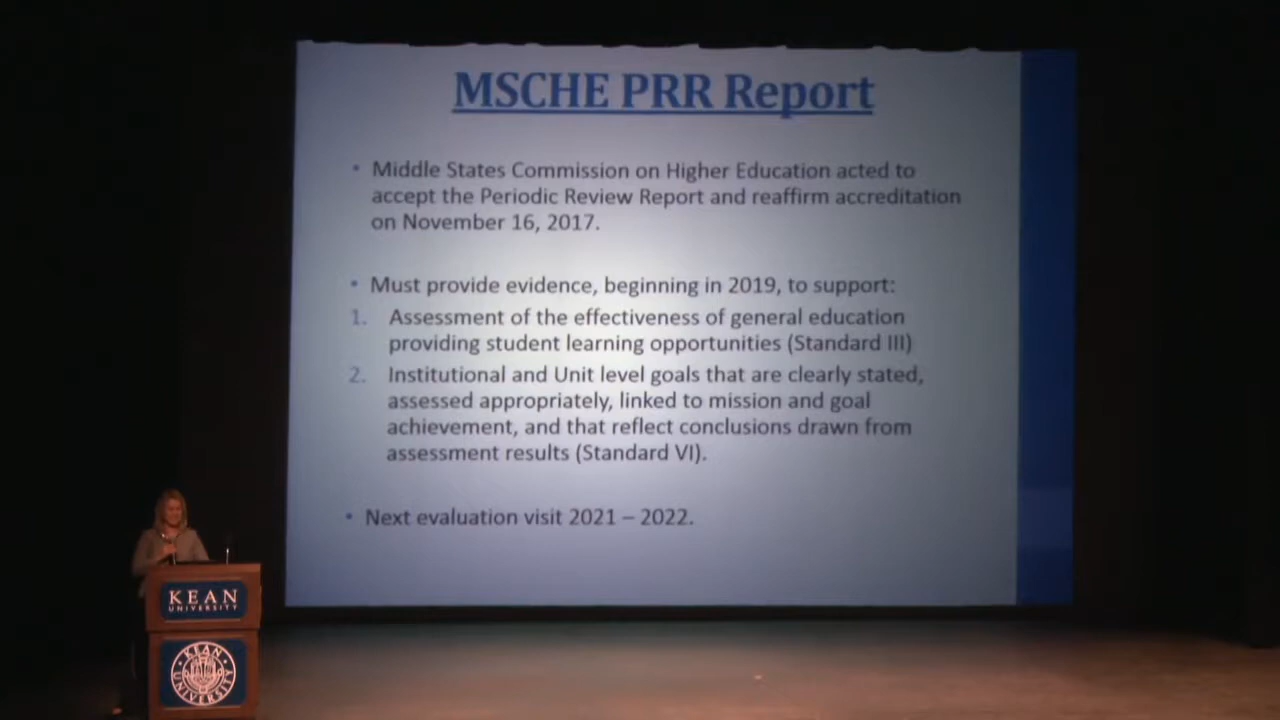 MSCHE PRR Report
• Middle States Commission on Higher Education acted to
accept the Periodic Review Report and reaffirm accreditation
on November 16, 2017.
• Must provide evidence, beginning in 2019, to support:
1. Assessment of the effectiveness of general education
providing student learning opportunities (Standard III)
2. Institutional and Unit level goals that are clearly stated,
assessed appropriately, linked to mission and goal
achievement, and that reflect conclusions drawn from
assessment results (Standard VI).
• Next evaluation visit 2021 – 2022.
KEAN
UNIVERSITY
KEAN
UNIVERSITY